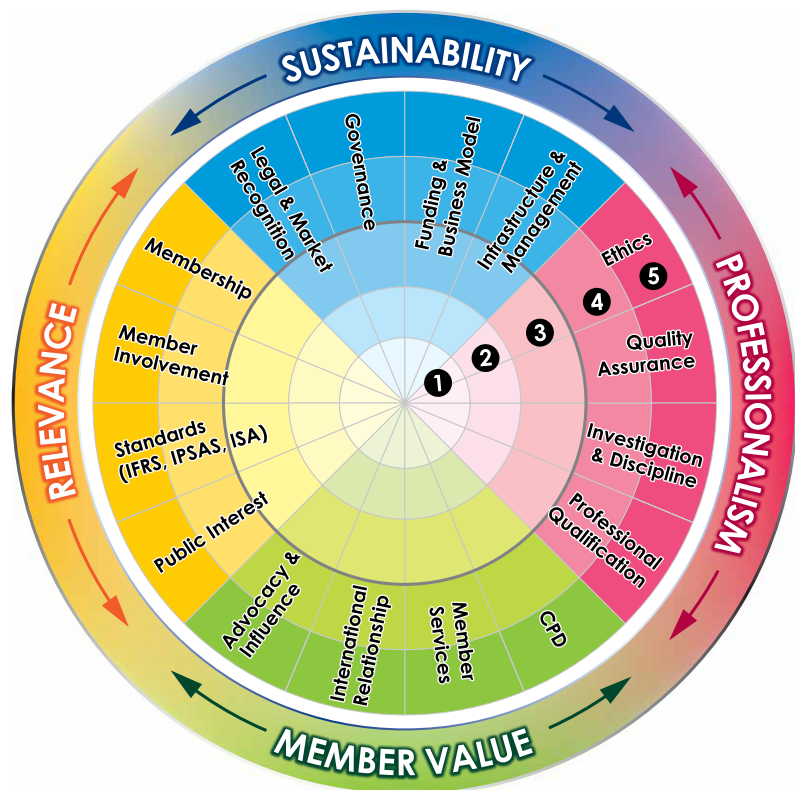 SUSTAINABILITY
Legal & Market
Recognition
Governance
Funding &
Business Model
Infrastructure &
Management
PROFESSIONALISM
Ethics
5
4
3
2
1
Quality
Assurance
Investigation
& Discipline
Professional
Qualification
MEMBER VALUE
CPD
Member
Services
International
Relationship
Advocacy &
Influence
RELEVANCE
Public Interest
Standards
(IFRS, IPSAS, ISA)
Member
Involvement
Membership